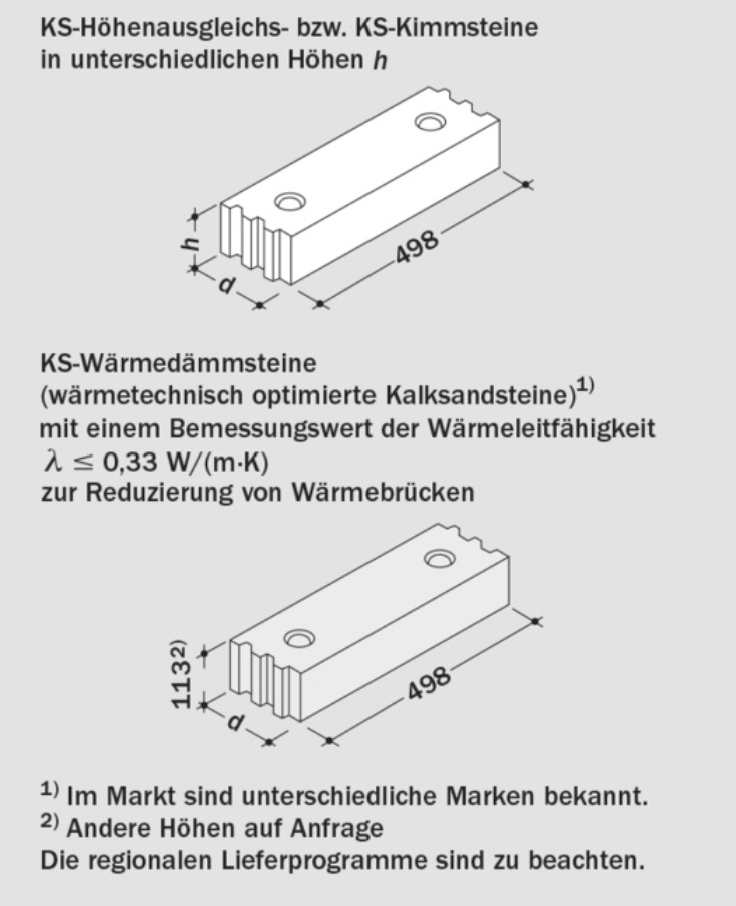 KS-Höhenausgleichs- bzw. KS-Kimmsteine
in unterschiedlichen Höhen h
h
d
498
KS-Wärmedämmsteine
(wärmetechnisch optimierte Kalksandsteine)¹⁾
mit einem Bemessungswert der Wärmeleitfähigkeit
λ ≤ 0,33 W/(m·K)
zur Reduzierung von Wärmebrücken
113²⁾
d
498
¹⁾ Im Markt sind unterschiedliche Marken bekannt.
²⁾ Andere Höhen auf Anfrage
Die regionalen Lieferprogramme sind zu beachten.